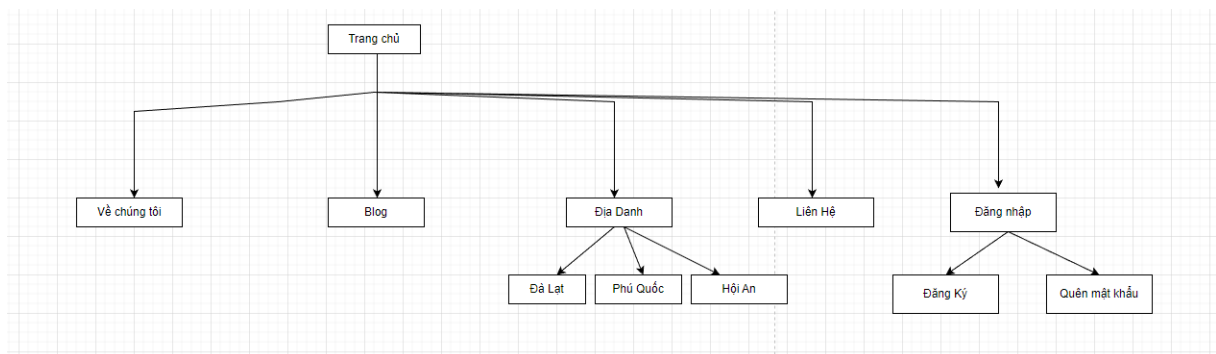 Trang chủ
Về chúng tôi
Blog
Địa Danh
Liên Hệ
Đăng nhập
Đà Lạt
Phú Quốc
Hội An
Đăng Ký
Quên mật khẩu